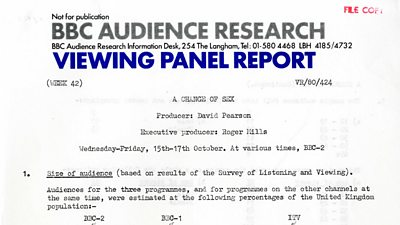 Not for publication
FILE COPY
BBC AUDIENCE RESEARCH
BBC Audience Research Information Desk, 254 The Langham, Tel: 01-580 4468 LBH 4185/4732
VIEWING PANEL REPORT
(WEEK 42)
VR/80/424
A CHANGE OF SEX
Producer: David Pearson
Executive producer: Roger Mills
Wednesday-Friday, 15th-17th October. At various times, BBC-2
1. Size of audience (based on results of the Survey of Listening and Viewing).
Audiences for the three programmes, and for programmes on the other channels at
the same time, were estimated at the following percentages of the United Kingdom
population:-
BBC-2 BBC-1 ITV